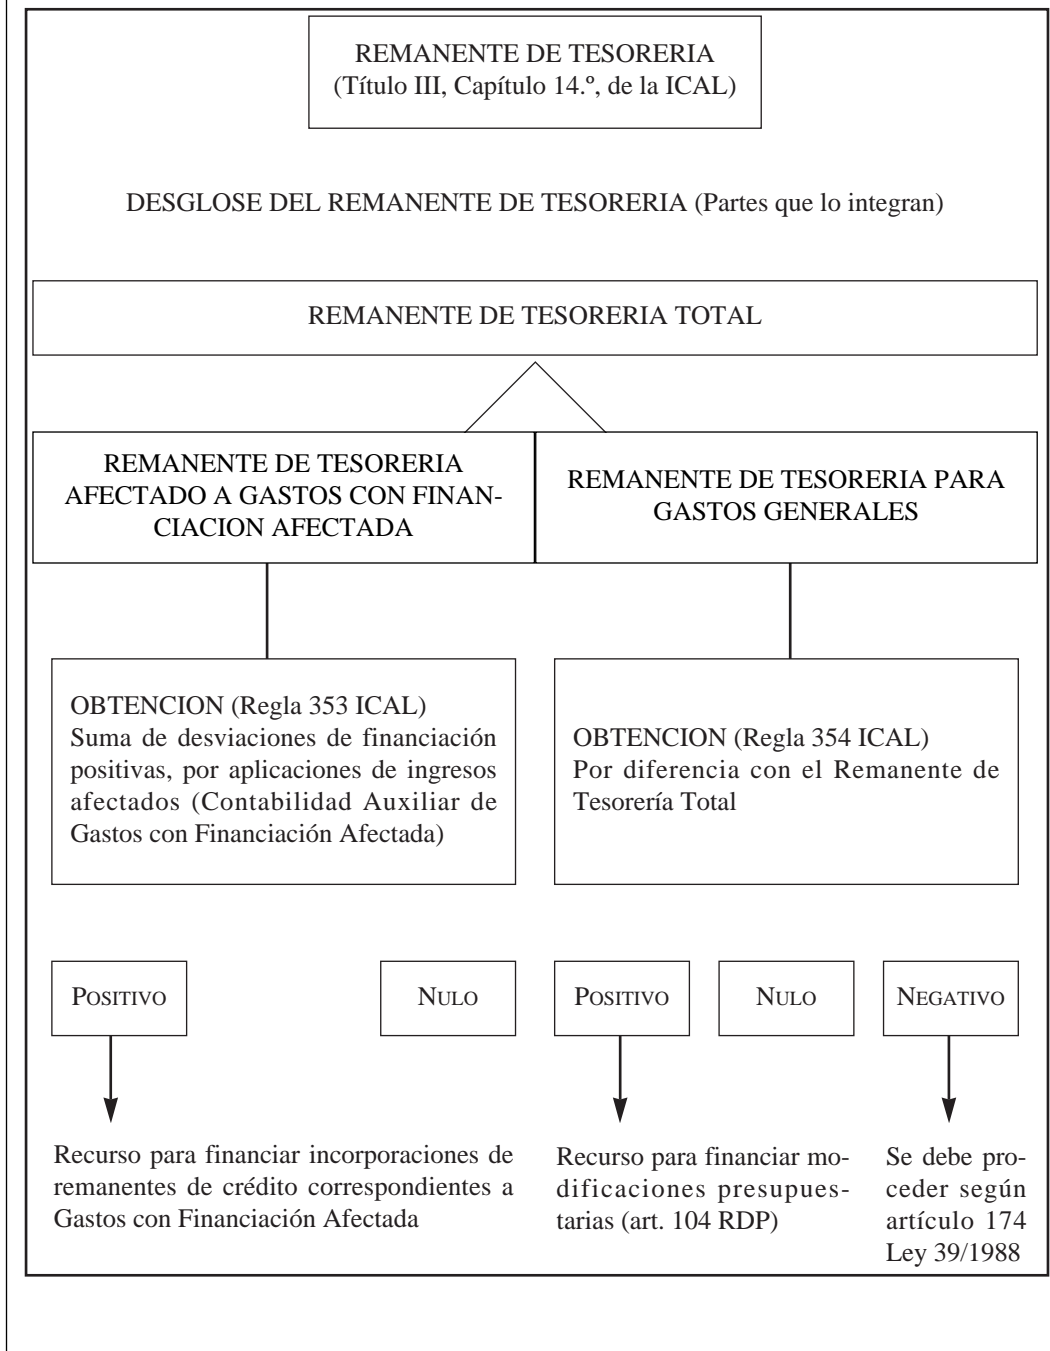 REMANENTE DE TESORERIA
(Título III, Capítulo 14.º, de la ICAL)
DESGLOSE DEL REMANENTE DE TESORERIA (Partes que lo integran)
REMANENTE DE TESORERIA TOTAL
REMANENTE DE TESORERIA
AFECTADO A GASTOS CON FINAN-
CIACION AFECTADA
REMANENTE DE TESORERIA PARA
GASTOS GENERALES
OBTENCION (Regla 353 ICAL)
Suma de desviaciones de financiación
positivas, por aplicaciones de ingresos
afectados (Contabilidad Auxiliar de
Gastos con Financiación Afectada)
OBTENCION (Regla 354 ICAL)
Por diferencia con el Remanente de
Tesorería Total
POSITIVO
NULO
POSITIVO
NULO
NEGATIVO
Recurso para financiar incorporaciones de
remanentes de crédito correspondientes a
Gastos con Financiación Afectada
Recurso para financiar mo-
dificaciones presupues-
tarias (art. 104 RDP)
Se debe pro-
ceder según
artículo 174
Ley 39/1988